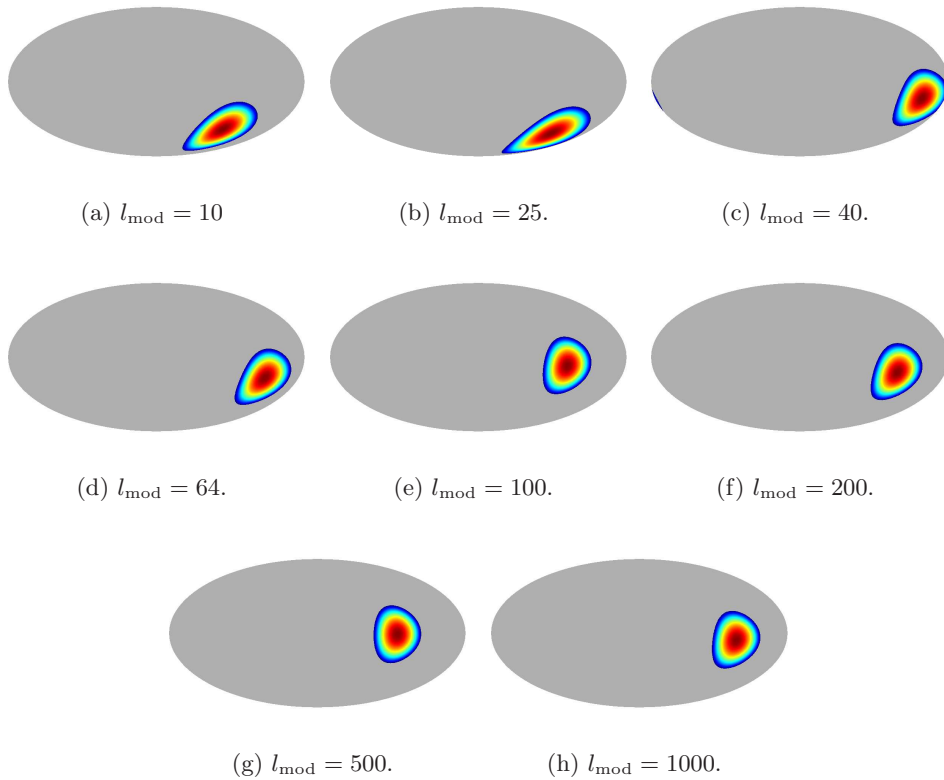 (a) l_mod = 10
(b) l_mod = 25.
(c) l_mod = 40.
(d) l_mod = 64.
(e) l_mod = 100.
(f) l_mod = 200.
(g) l_mod = 500.
(h) l_mod = 1000.